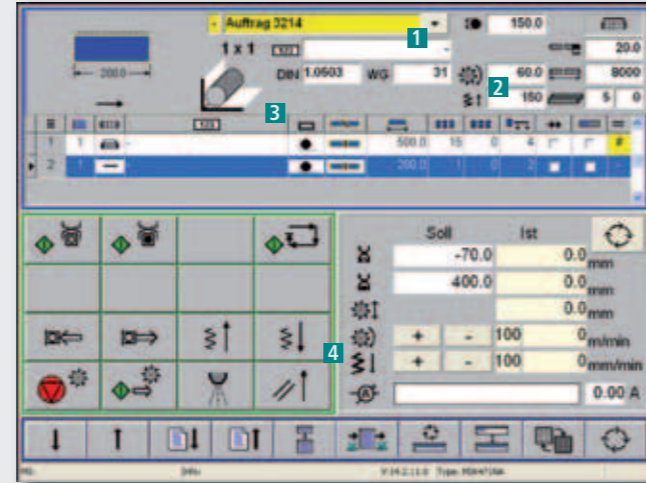 - Auftrag 3214
1
150.0
1 x 1 123
20.0
200.0
DIN 1.0503 WG 31 60.0 8000
2
150 5 0
3
123
1 1 - 500.0 15 0 4 #
2 1 - 200.0 1 0 2 -
Soll Ist
-70.0 0.0 mm
400.0 0.0 mm
0.0 mm
4
+ - 100 0 m/min
+ - 100 0 mm/min
A 0.00 A